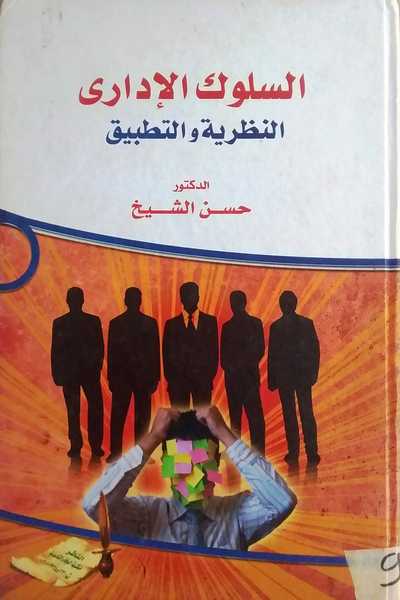 السلوك الإدارى
النظرية والتطبيق
الدكتور
حسن الشيخ
9